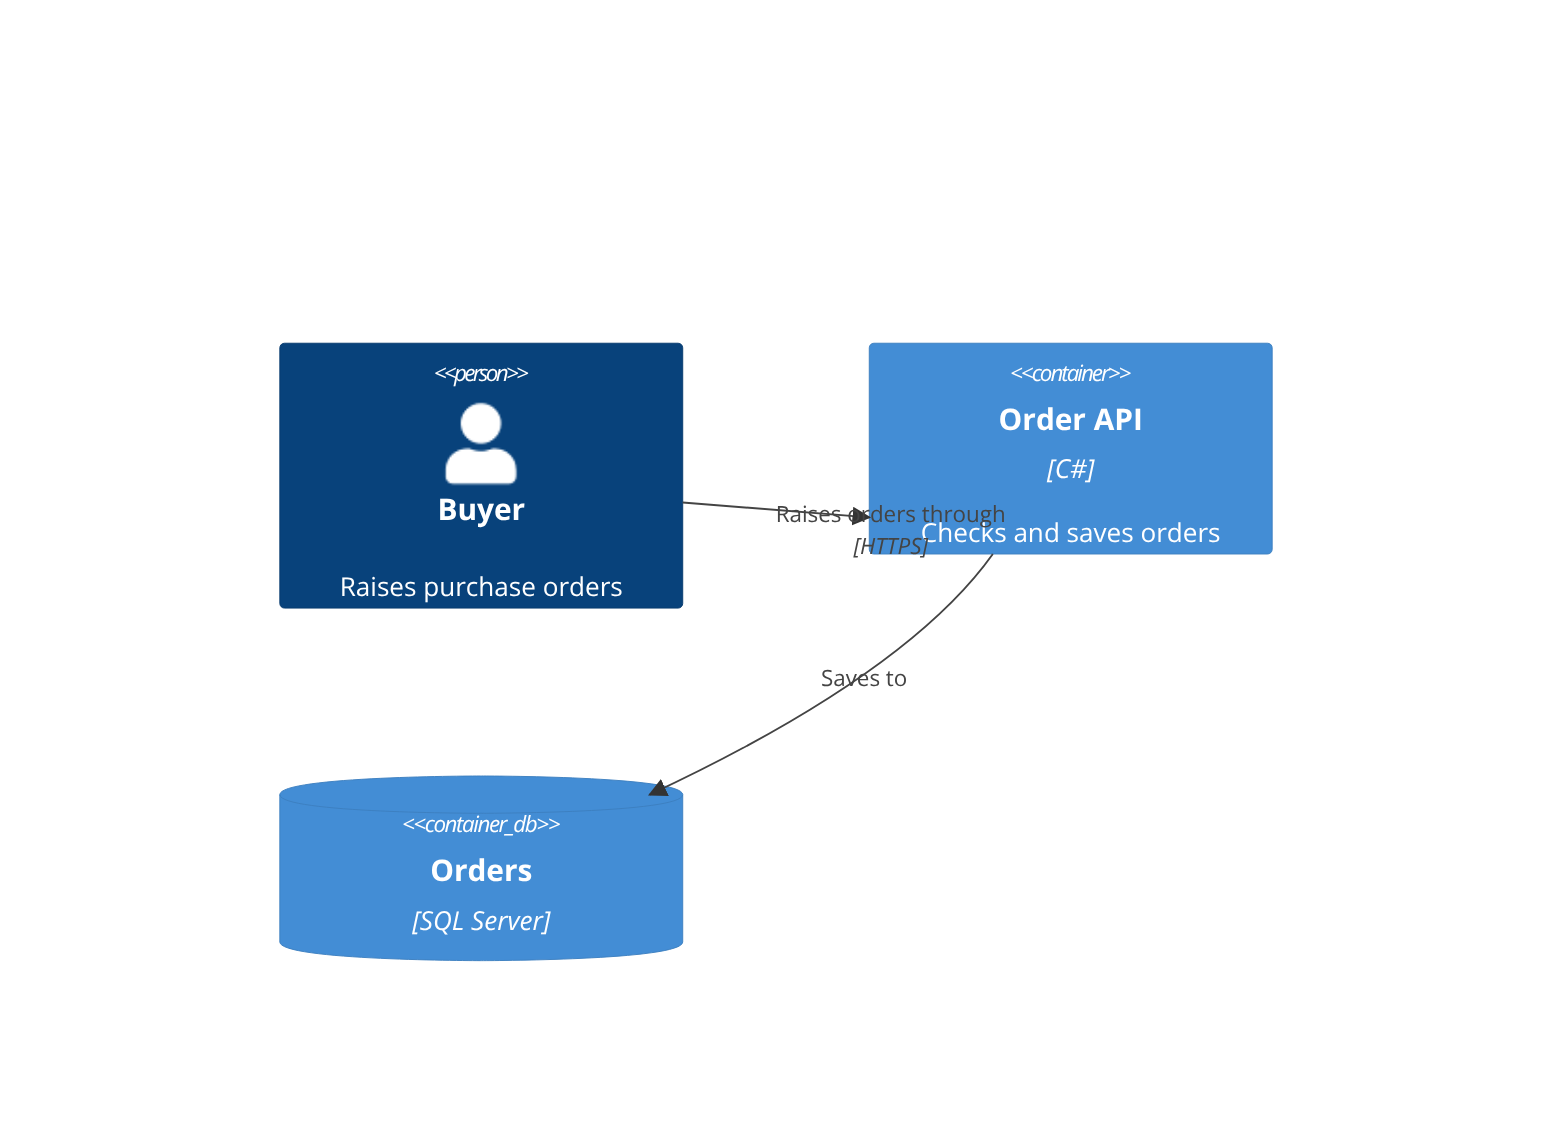 <<person>>
Buyer
Raises purchase orders
<<container>>
Order API
[C#]
Checks and saves orders
Raises orders through
[HTTPS]
Saves to
<<container_db>>
Orders
[SQL Server]